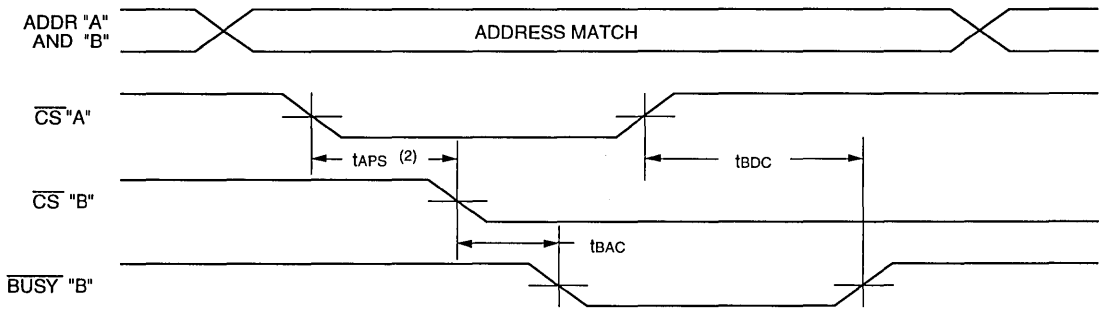 ADDR "A"
AND "B"
ADDRESS MATCH
CS "A"
tAPS (2)
tBDC
CS "B"
tBAC
BUSY "B"